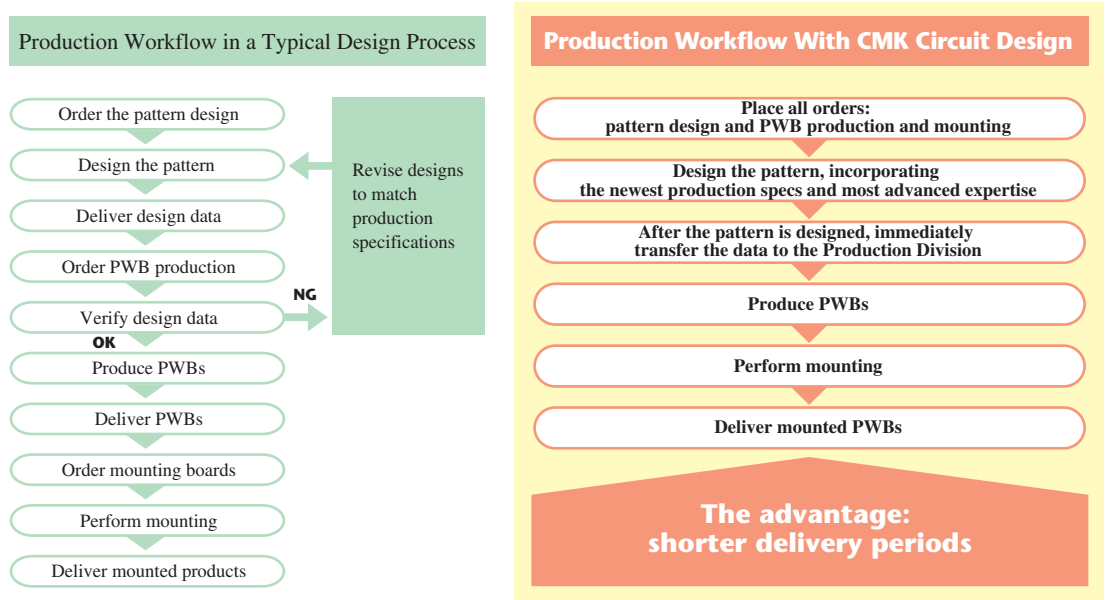 Production Workflow in a Typical Design Process
Order the pattern design
Design the pattern
Deliver design data
Order PWB production
Verify design data
NG
Revise designs
to match
production
specifications
OK
Produce PWBs
Deliver PWBs
Order mounting boards
Perform mounting
Deliver mounted products
Production Workflow With CMK Circuit Design
Place all orders:
pattern design and PWB production and mounting
Design the pattern, incorporating
the newest production specs and most advanced expertise
After the pattern is designed, immediately
transfer the data to the Production Division
Produce PWBs
Perform mounting
Deliver mounted PWBs
The advantage:
shorter delivery periods